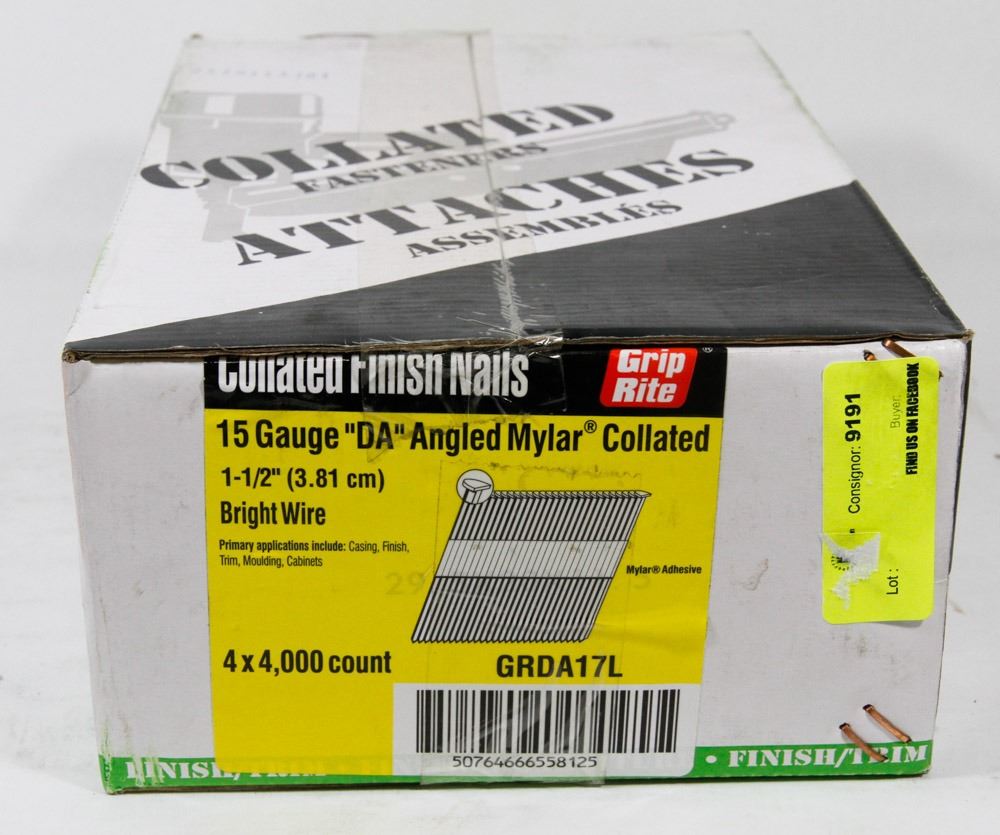 COLLATED
FASTENERS
ATTACHES
ASSEMBLÉS
Collated Finish Nails
Grip Rite®
15 Gauge "DA" Angled Mylar® Collated
1-1/2" (3.81 cm)
Bright Wire
Primary applications include: Casing, Finish,
Trim, Moulding, Cabinets
Mylar® Adhesive
4 x 4,000 count
GRDA17L
50764666558125
FINISH/TRIM
• FINISH/TRIM
Consignor: 9191
Lot:
Buyer:
FIND US ON FACEBOOK